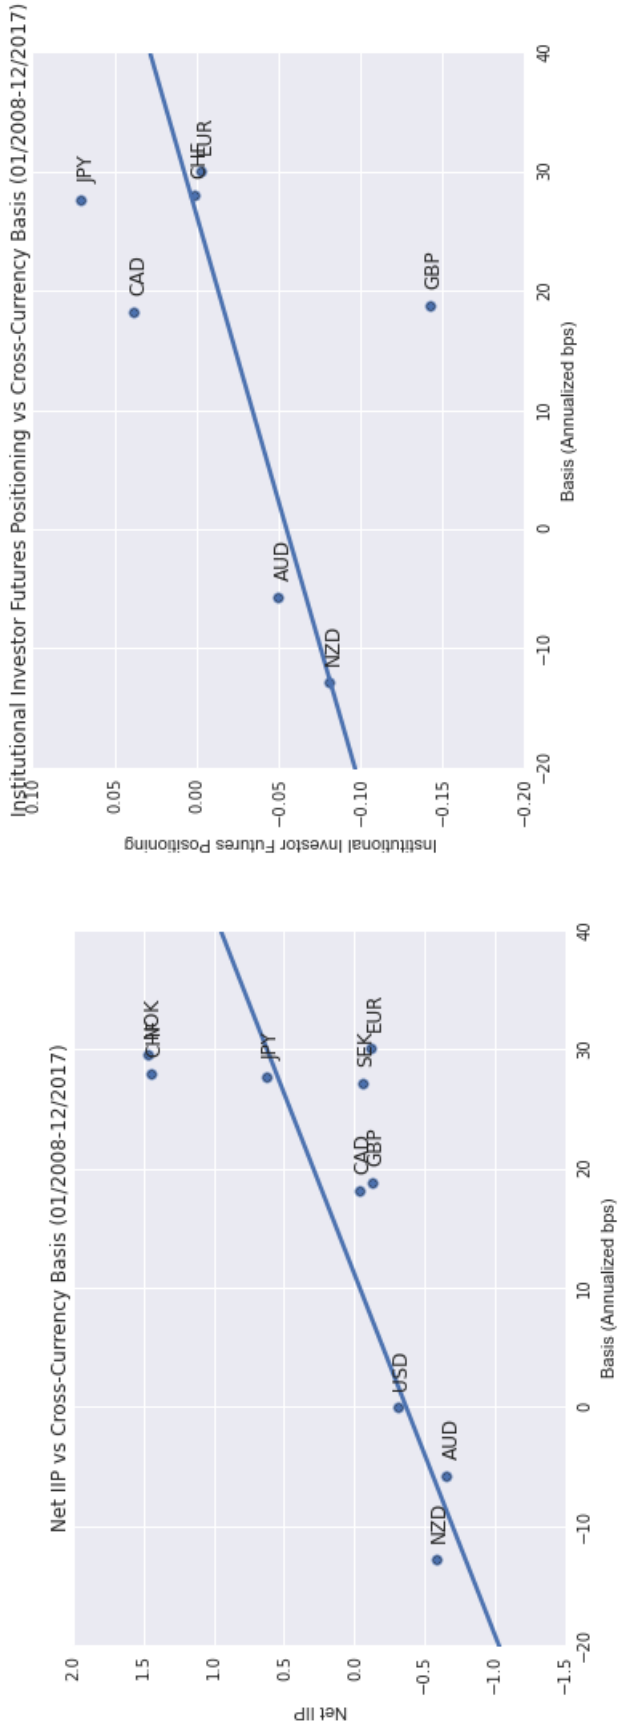 Net IIP vs Cross-Currency Basis (01/2008-12/2017)
Net IIP
2.0
1.5
1.0
0.5
0.0
−0.5
−1.0
−1.5
NOK
CHF
JPY
SEK
EUR
CAD
GBP
USD
AUD
NZD
−20
−10
0
10
20
30
40
Basis (Annualized bps)
Institutional Investor Futures Positioning vs Cross-Currency Basis (01/2008-12/2017)
Institutional Investor Futures Positioning
0.10
0.05
0.00
−0.05
−0.10
−0.15
−0.20
JPY
CAD
CHF
EUR
GBP
AUD
NZD
−20
−10
0
10
20
30
40
Basis (Annualized bps)